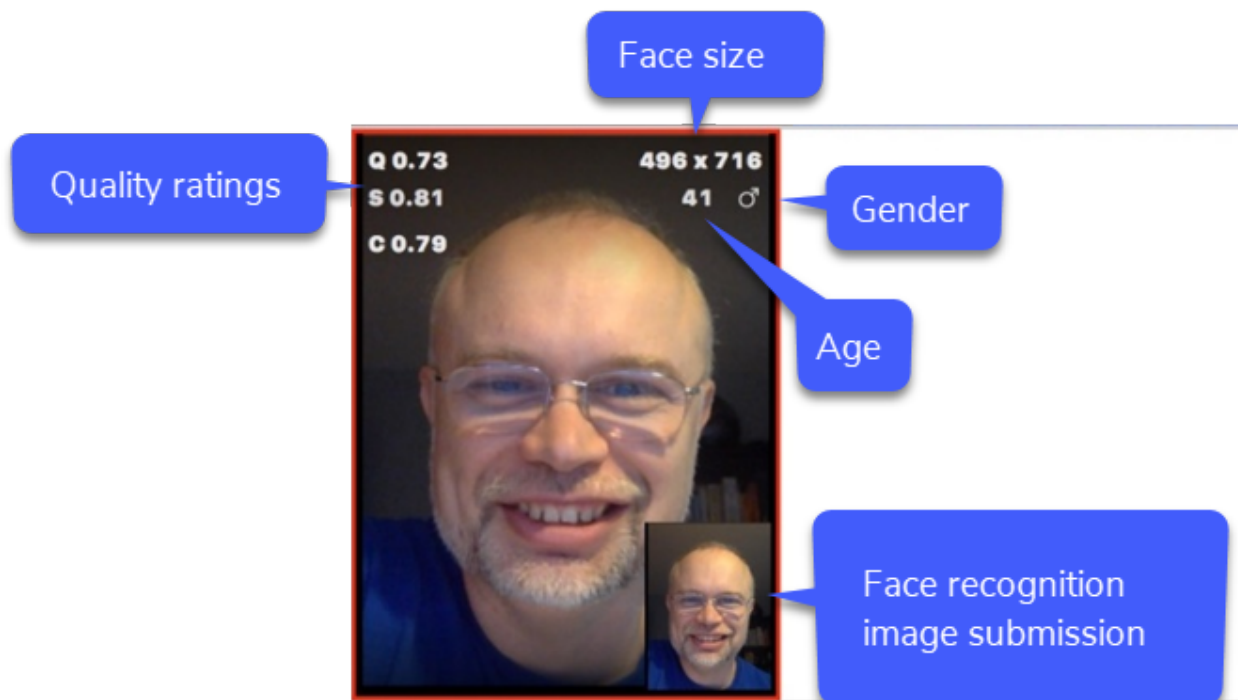 Face size
Quality ratings
Q 0.73
496 x 716
S 0.81
41 ♂
Gender
C 0.79
Age
Face recognition
image submission